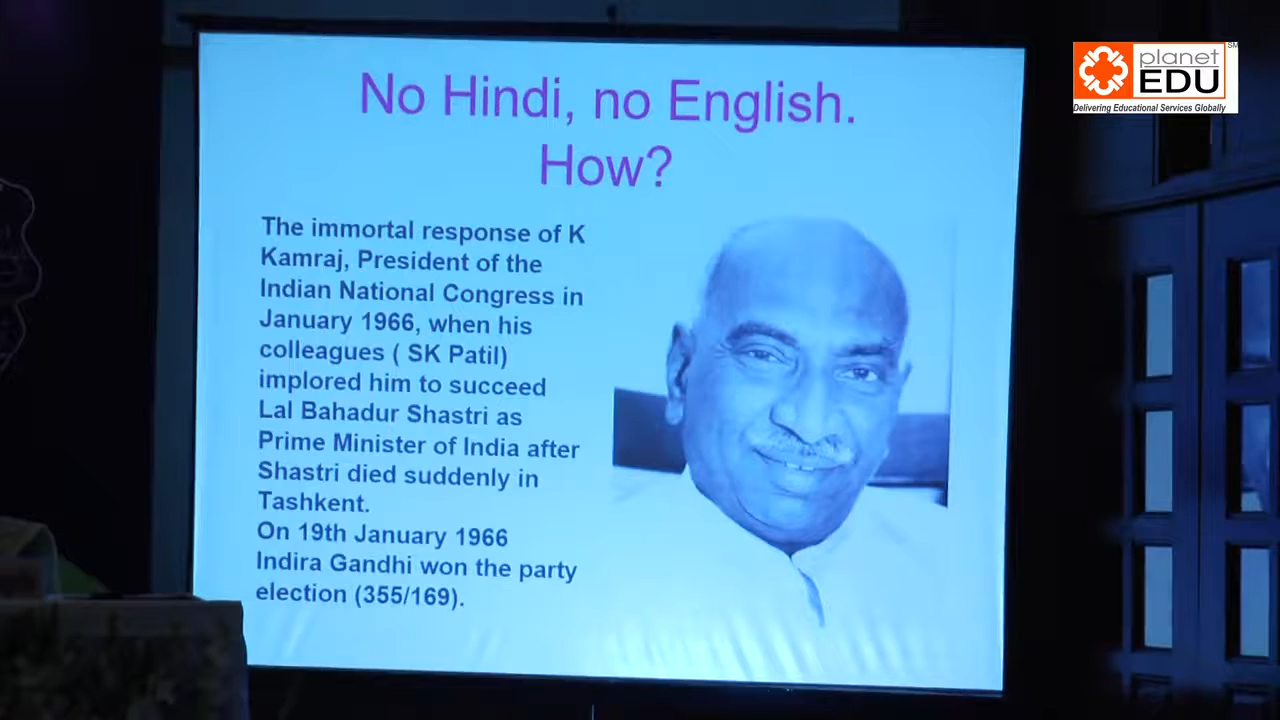 No Hindi, no English.
How?
The immortal response of K
Kamraj, President of the
Indian National Congress in
January 1966, when his
colleagues ( SK Patil)
implored him to succeed
Lal Bahadur Shastri as
Prime Minister of India after
Shastri died suddenly in
Tashkent.
On 19th January 1966
Indira Gandhi won the party
election (355/169).
planet
SM
EDU
Delivering Educational Services Globally